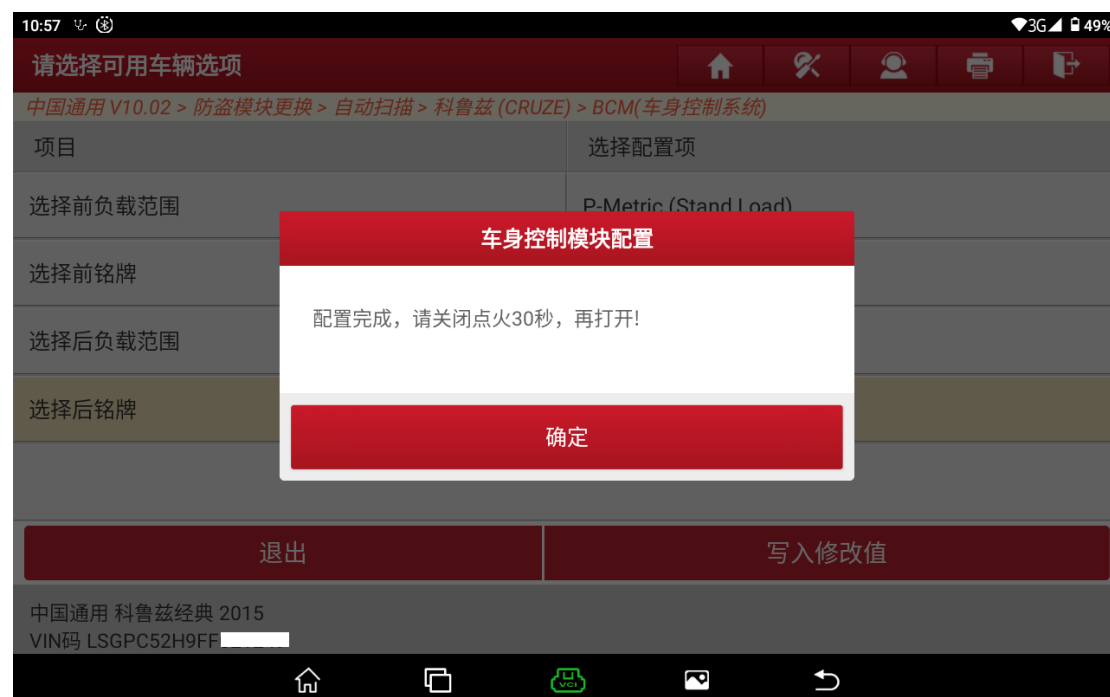 10:57 3G 49%
请选择可用车辆选项
中国通用 V10.02 > 防盗模块更换 > 自动扫描 > 科鲁兹 (CRUZE) > BCM(车身控制系统)
项目 选择配置项
选择前负载范围 P-Metric (Stand Load)
车身控制模块配置
选择前铭牌
配置完成，请关闭点火30秒，再打开!
选择后负载范围
选择后铭牌
确定
退出 写入修改值
中国通用 科鲁兹经典 2015
VIN码 LSGPC52H9FF
VCI